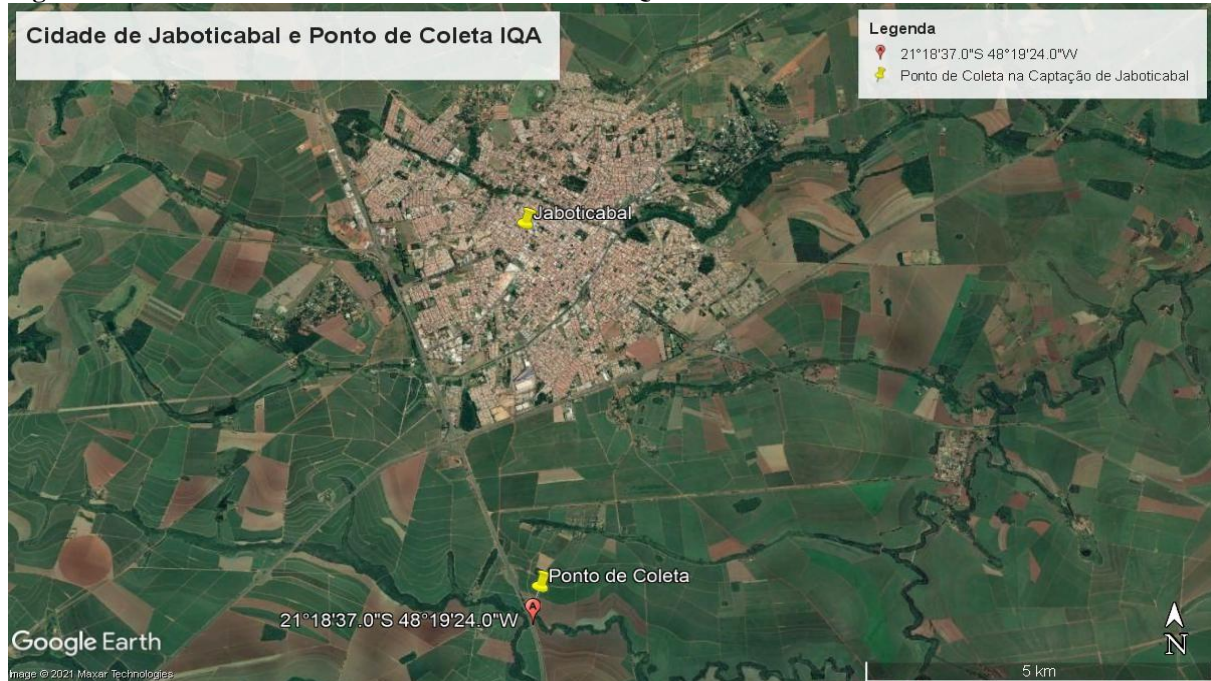 Cidade de Jaboticabal e Ponto de Coleta IQA
Legenda
21°18'37.0"S 48°19'24.0"W
Ponto de Coleta na Captação de Jaboticabal
Jaboticabal
Ponto de Coleta
A
21°18'37.0"S 48°19'24.0"W
Google Earth
Image © 2021 Maxar Technologies
N
5 km